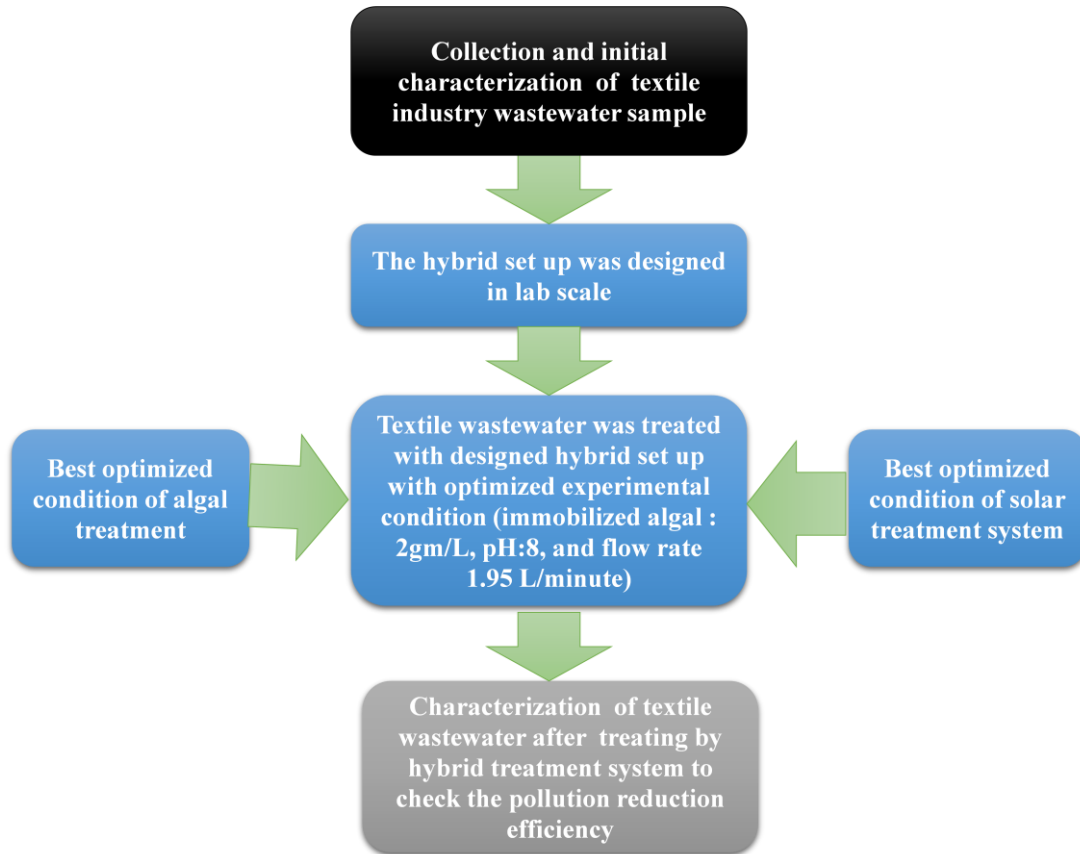 Collection and initial
characterization of textile
industry wastewater sample
The hybrid set up was designed
in lab scale
Best optimized
condition of algal
treatment
Textile wastewater was treated
with designed hybrid set up
with optimized experimental
condition (immobilized algal :
2gm/L, pH:8, and flow rate
1.95 L/minute)
Best optimized
condition of solar
treatment system
Characterization of textile
wastewater after treating by
hybrid treatment system to
check the pollution reduction
efficiency